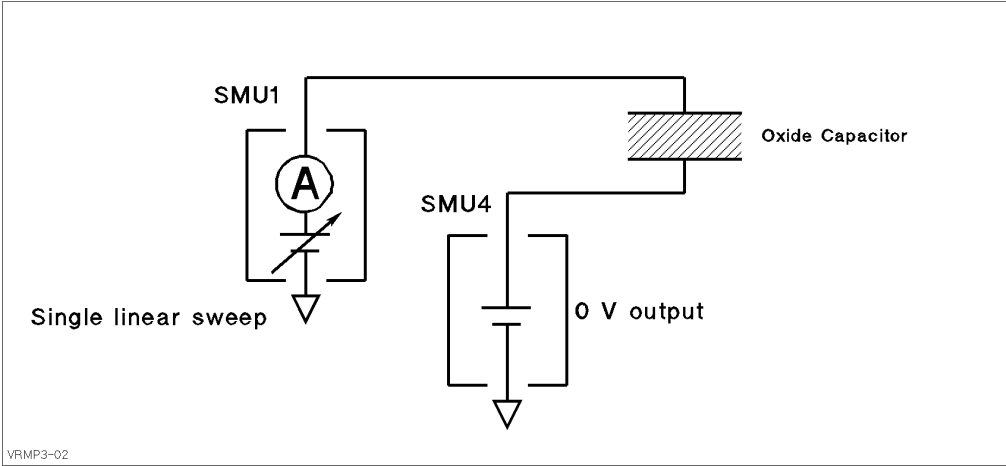 SMU1
Oxide Capacitor
A
SMU4
Single linear sweep
0 V output
VRMP3-02